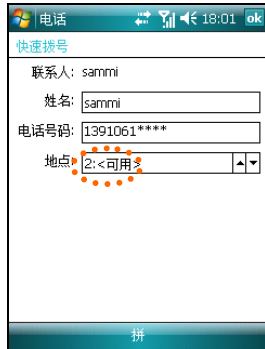 电话 18:01 ok
快速拨号
联系人: sammi
姓名: sammi
电话号码: 1391061****
地点: 2:<可用>
拼